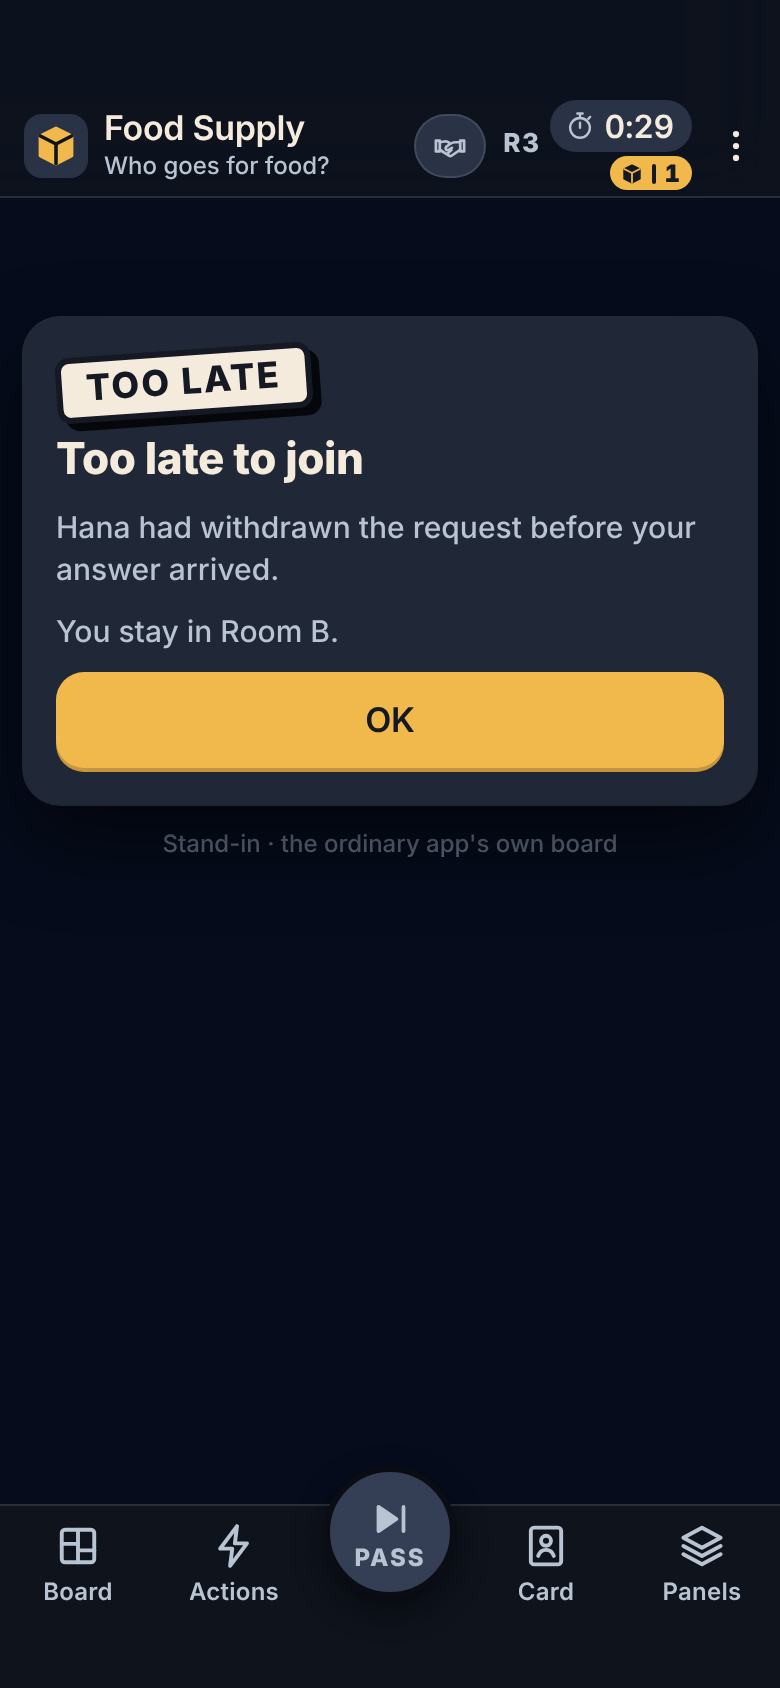 Food Supply
Who goes for food?
R3
0:29
1
TOO LATE
Too late to join
Hana had withdrawn the request before your
answer arrived.
You stay in Room B.
OK
Stand-in · the ordinary app's own board
PASS
Board
Actions
Card
Panels